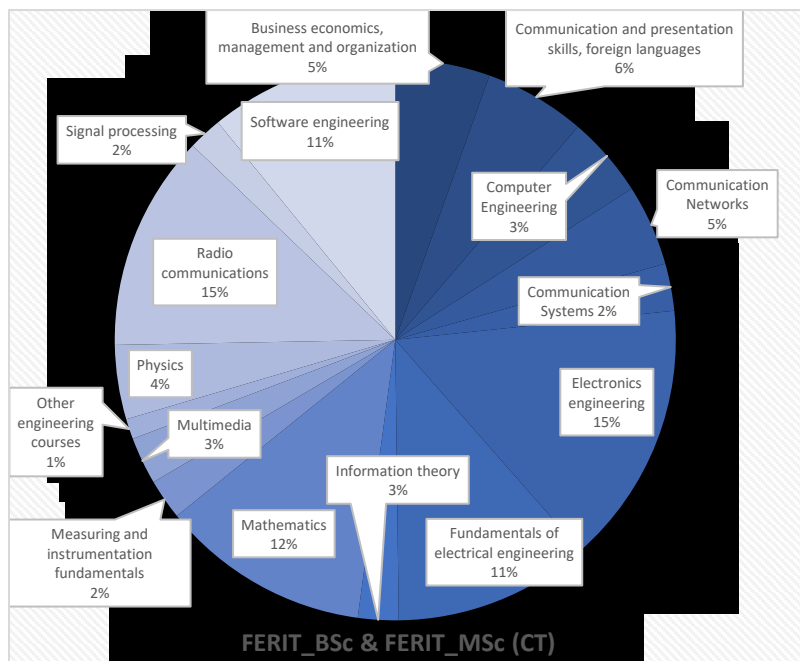 Business economics,
management and organization
5%
Communication and presentation
skills, foreign languages
6%
Signal processing
2%
Software engineering
11%
Computer
Engineering
3%
Communication
Networks
5%
Radio
communications
15%
Communication
Systems 2%
Physics
4%
Electronics
engineering
15%
Other
engineering
courses
1%
Multimedia
3%
Information theory
3%
Mathematics
12%
Fundamentals of
electrical engineering
11%
Measuring and
instrumentation
fundamentals
2%
FERIT_BSc & FERIT_MSc (CT)